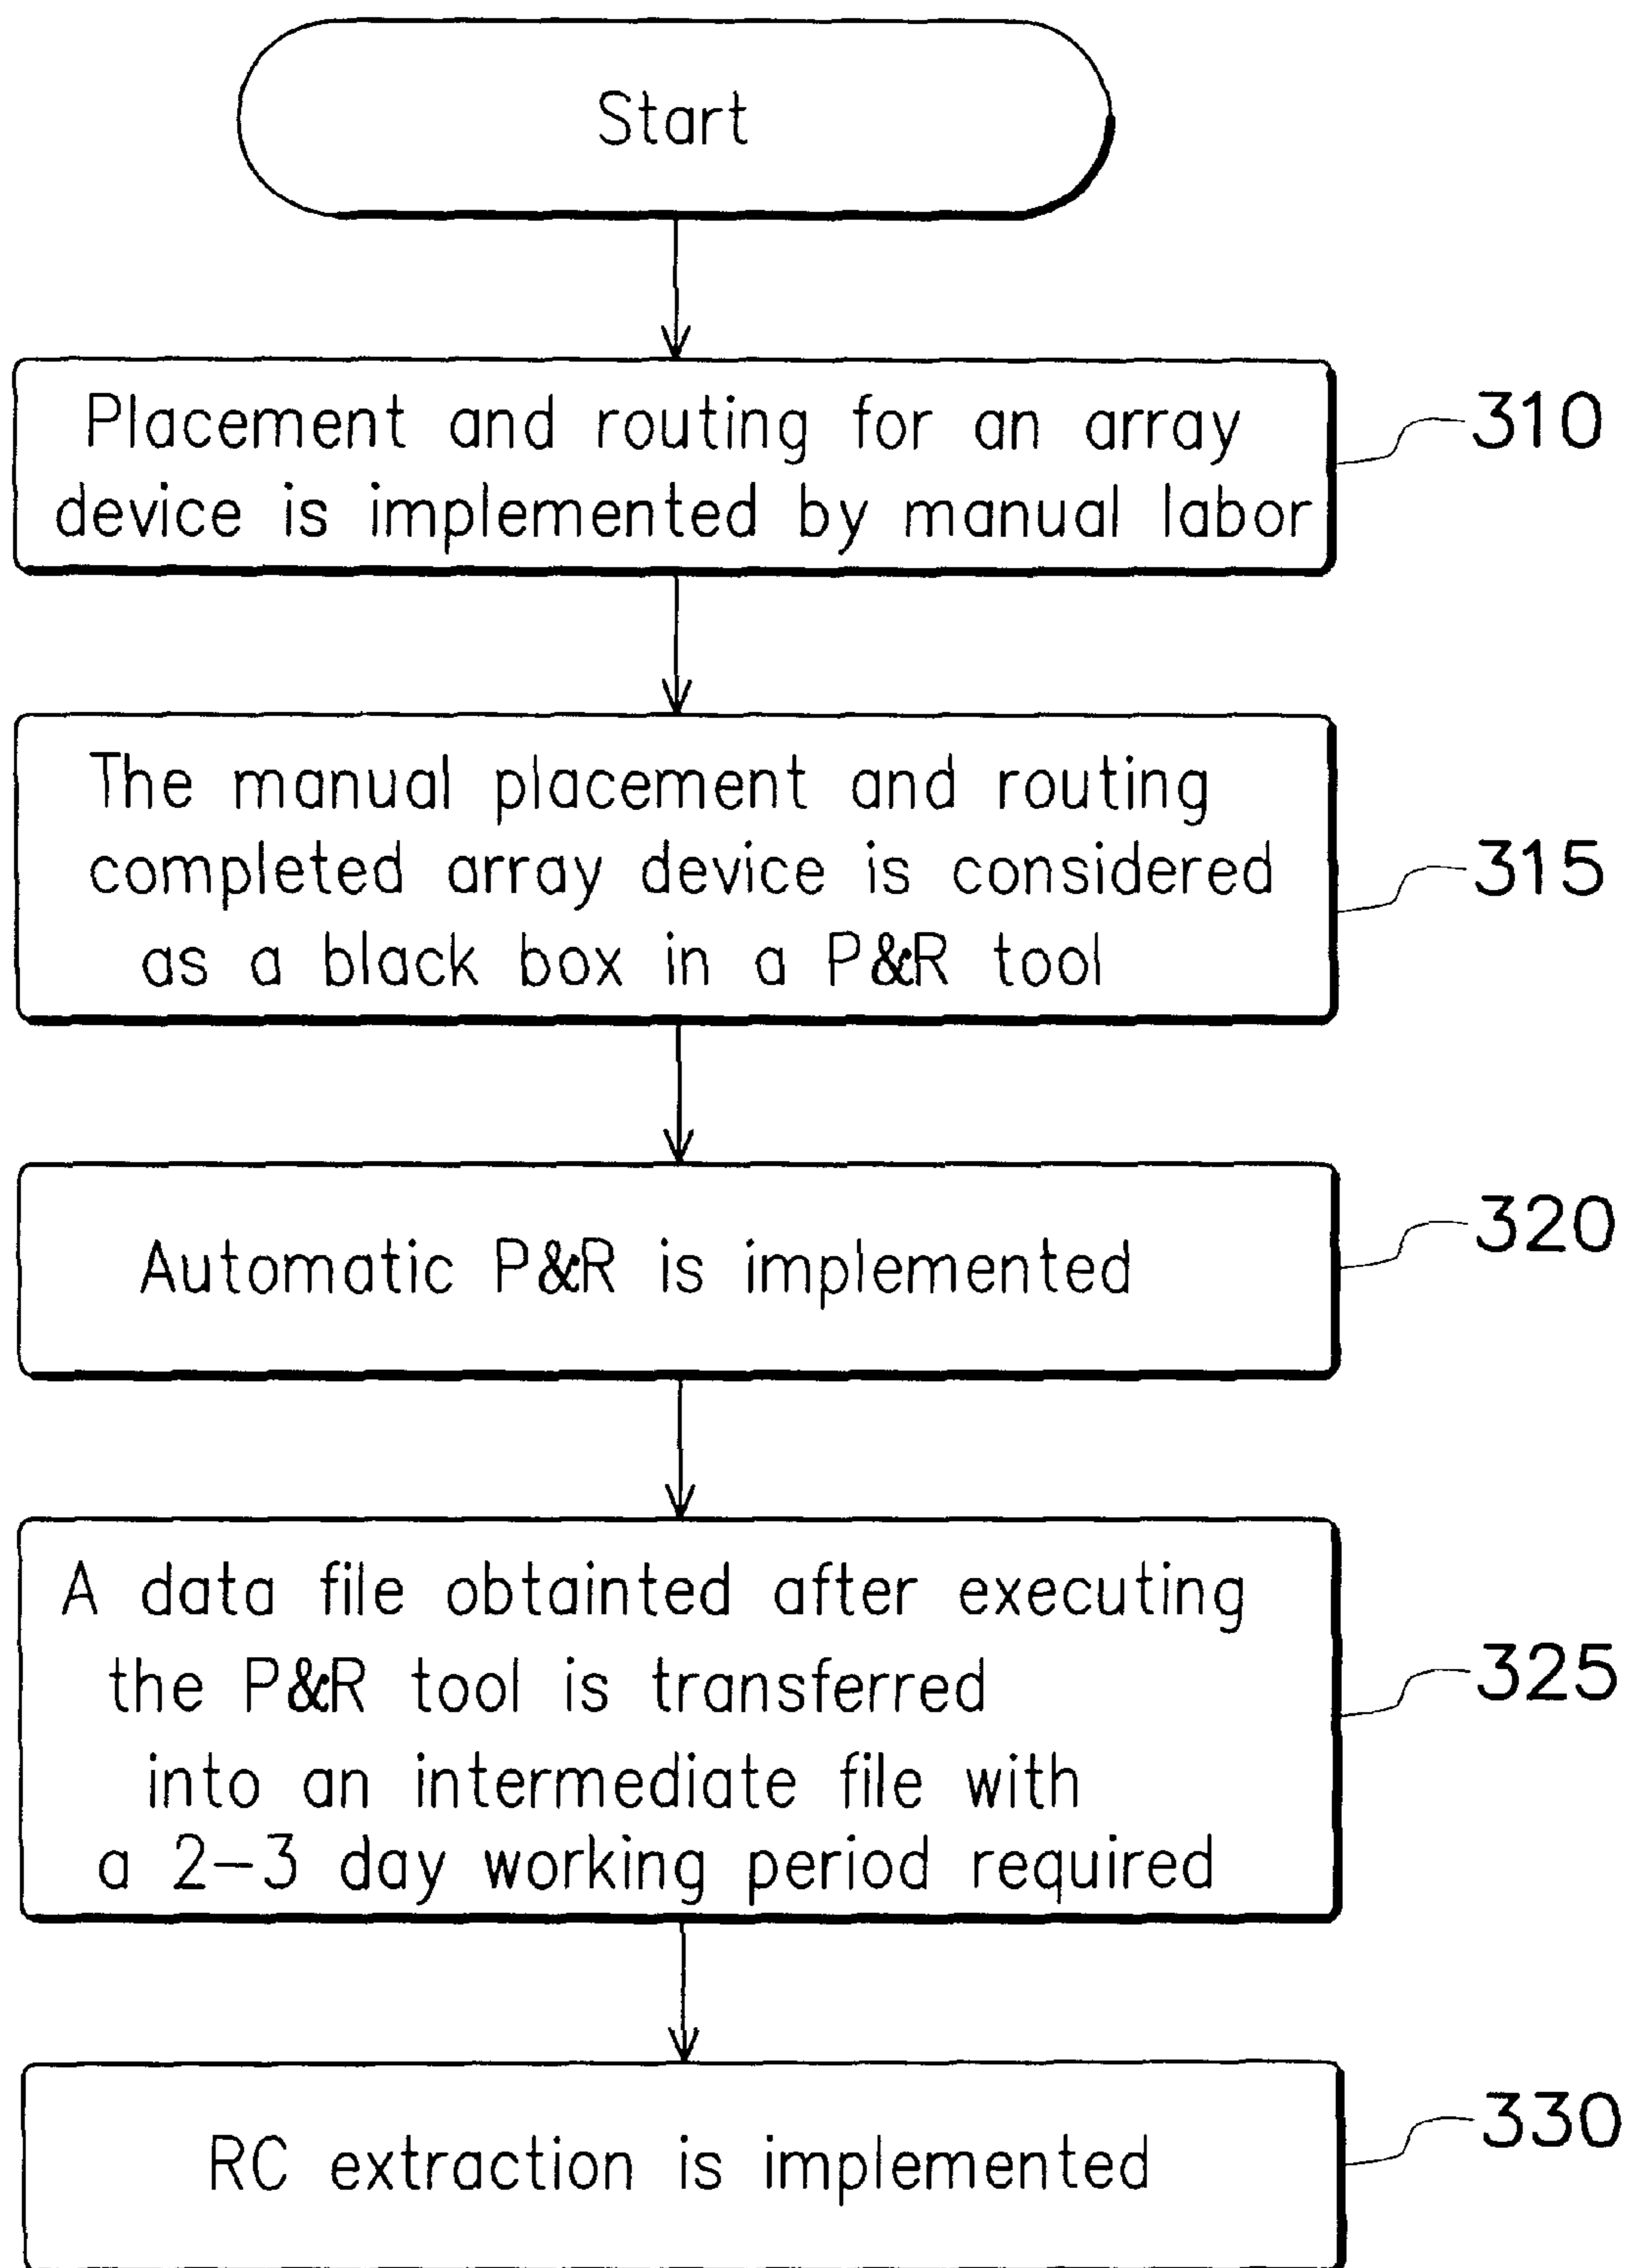 Start
Placement and routing for an array
device is implemented by manual labor
310
The manual placement and routing
completed array device is considered
as a black box in a P&R tool
315
Automatic P&R is implemented
320
A data file obtainted after executing
the P&R tool is transferred
into an intermediate file with
a 2-3 day working period required
325
RC extraction is implemented
330